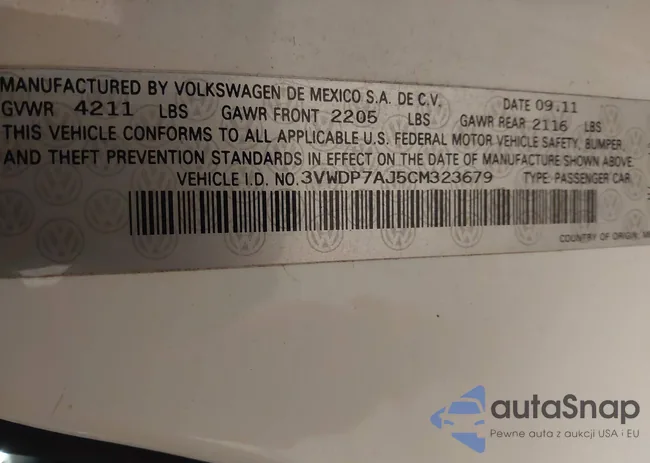 MANUFACTURED BY VOLKSWAGEN DE MEXICO S.A. DE C.V. DATE 09.11
GVWR 4211 LBS GAWR FRONT 2205 LBS GAWR REAR 2116 LBS
THIS VEHICLE CONFORMS TO ALL APPLICABLE U.S. FEDERAL MOTOR VEHICLE SAFETY, BUMPER
AND THEFT PREVENTION STANDARDS IN EFFECT ON THE DATE OF MANUFACTURE SHOWN ABOVE
VEHICLE I.D. NO. 3VWDP7AJ5CM323679 TYPE: PASSENGER CAR
COUNTRY OF ORIGIN:
autaSnap
Pewne auta z aukcji USA i EU